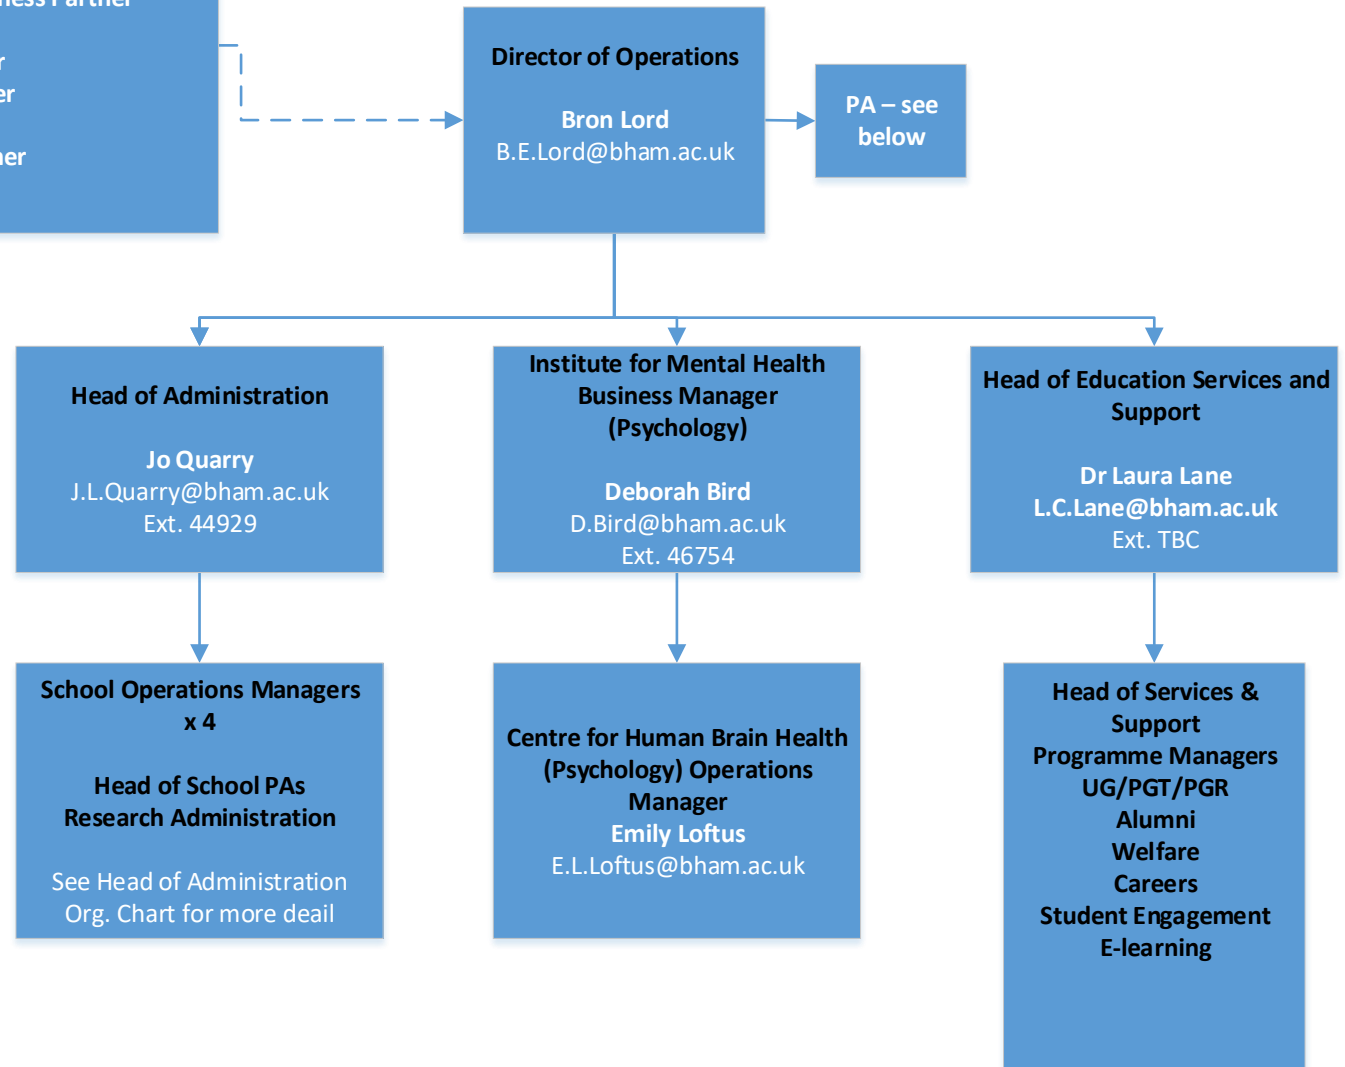 Partner
Director of Operations
Bron Lord
B.E.Lord@bham.ac.uk
PA – see
below
Head of Administration
Jo Quarry
J.L.Quarry@bham.ac.uk
Ext. 44929
Institute for Mental Health
Business Manager
(Psychology)
Deborah Bird
D.Bird@bham.ac.uk
Ext. 46754
Head of Education Services and
Support
Dr Laura Lane
L.C.Lane@bham.ac.uk
Ext. TBC
School Operations Managers
x 4
Head of School PAs
Research Administration
See Head of Administration
Org. Chart for more deail
Centre for Human Brain Health
(Psychology) Operations
Manager
Emily Loftus
E.L.Loftus@bham.ac.uk
Head of Services &
Support
Programme Managers
UG/PGT/PGR
Alumni
Welfare
Careers
Student Engagement
E-learning